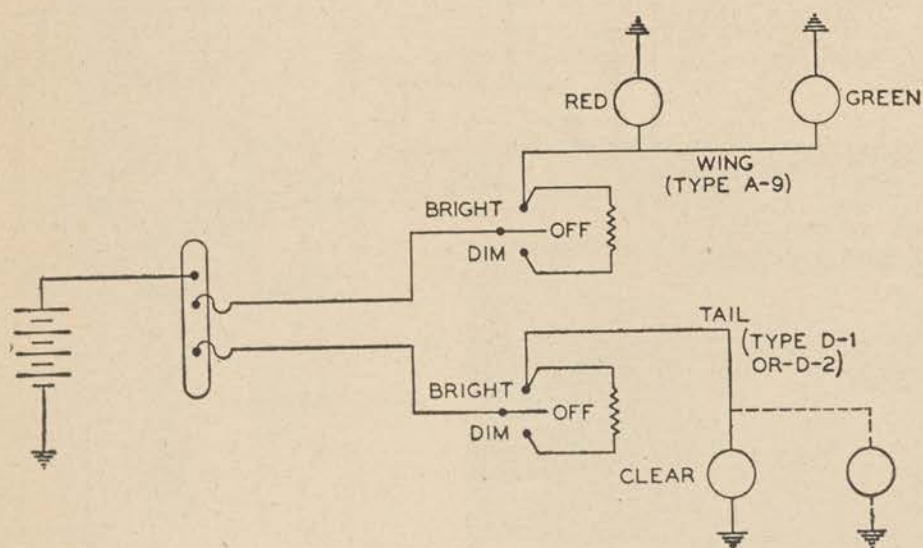 RED
GREEN
WING
(TYPE A-9)
BRIGHT
OFF
DIM
TAIL
(TYPE D-1
OR-D-2)
BRIGHT
OFF
DIM
CLEAR